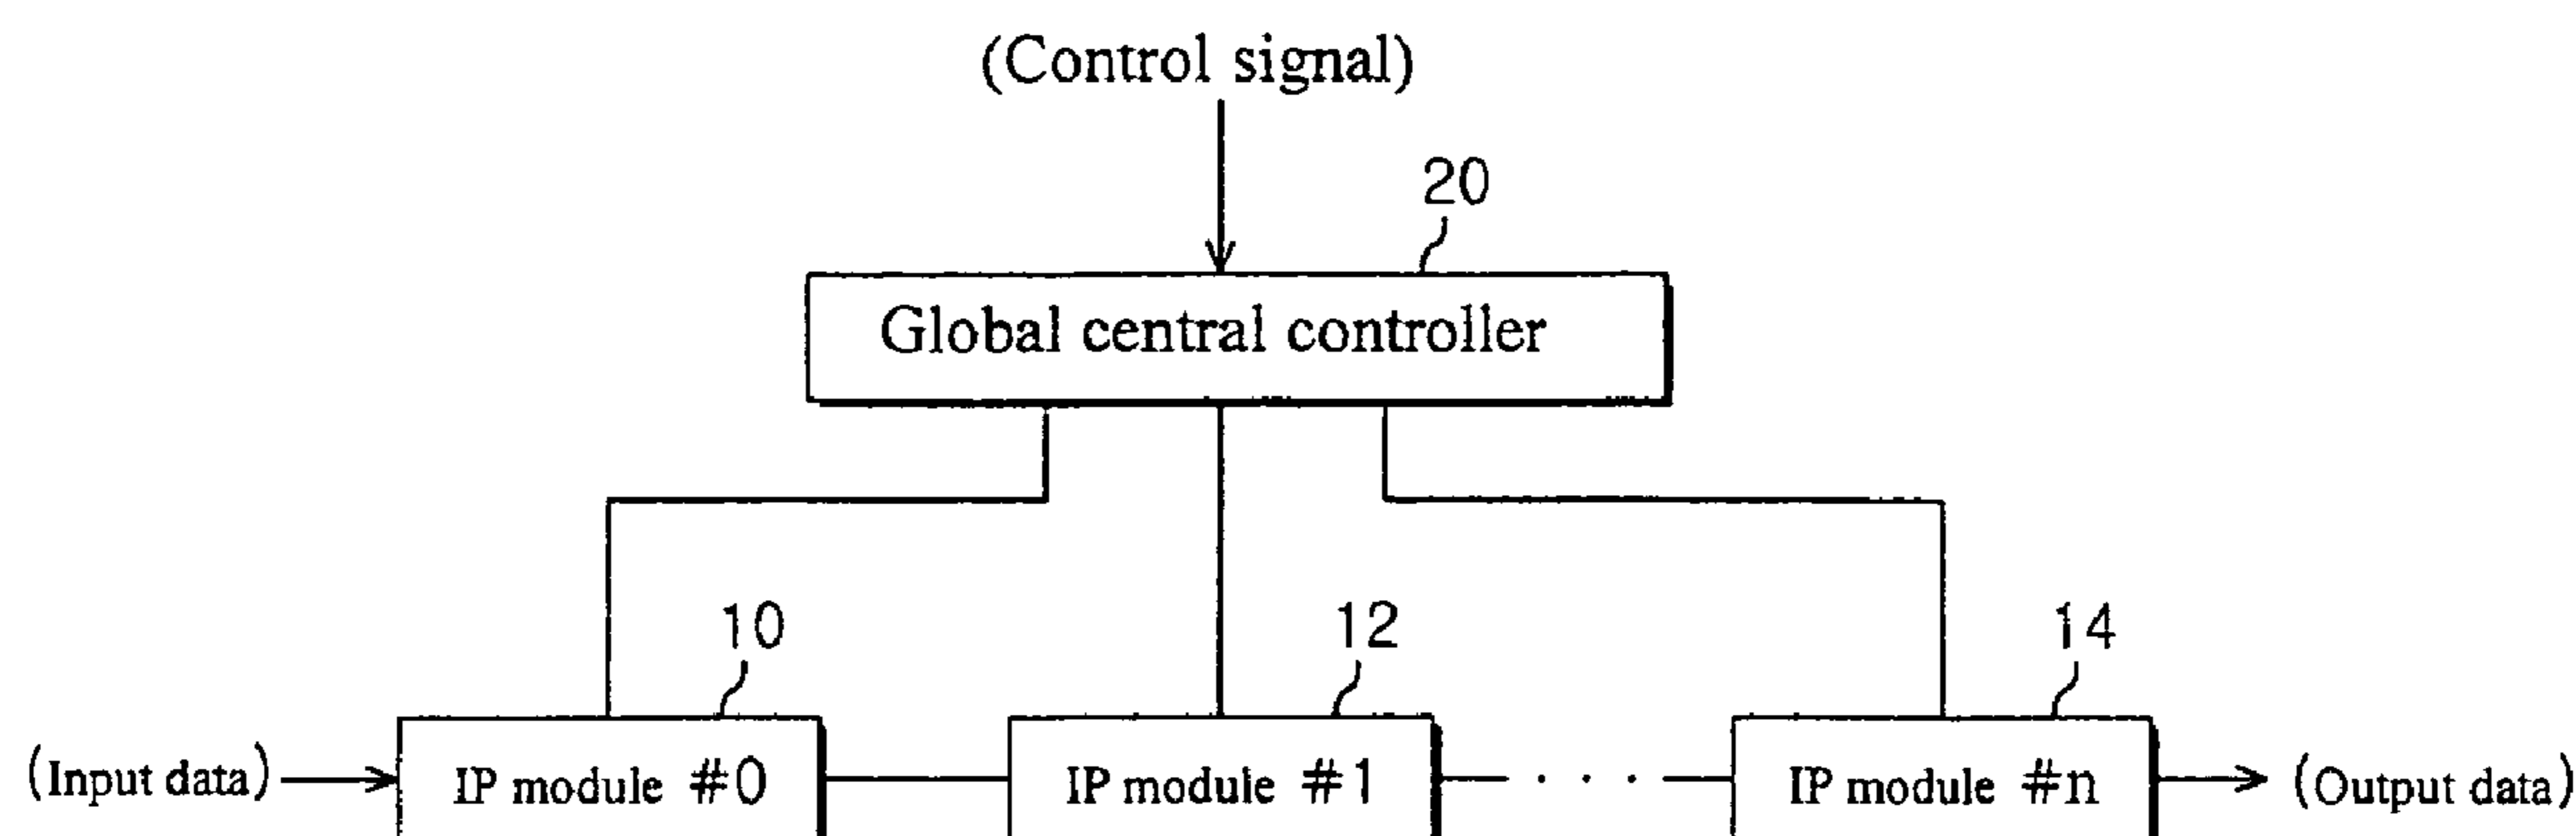 (Control signal)
20
Global central controller
10
12
14
(Input data)
IP module #0
IP module #1
· · ·
IP module #n
(Output data)